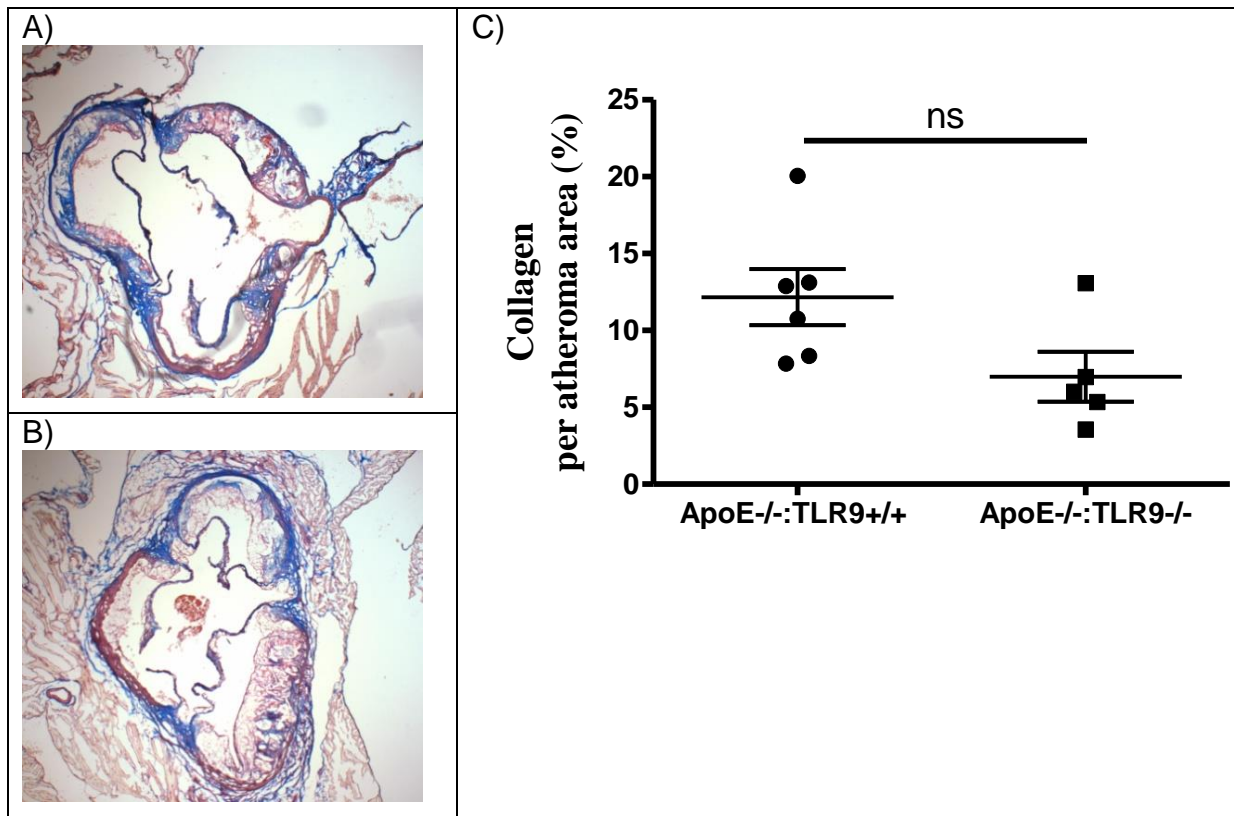 A)
B)
C)
Collagen
per atheroma area (%)
25
20
15
10
5
0
ns
ApoE-/-:TLR9+/+
ApoE-/-:TLR9-/-